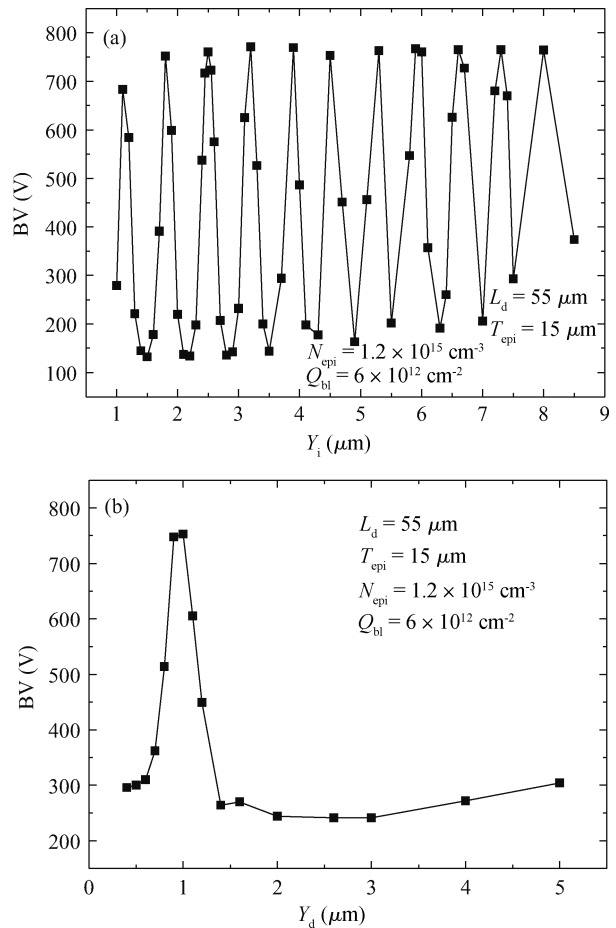 (a)
800
700
600
500
400
300
200
100
BV (V)
L_d = 55 μm
T_epi = 15 μm
N_epi = 1.2 × 10^15 cm^-3
Q_bl = 6 × 10^12 cm^-2
1 2 3 4 5 6 7 8 9
Y_i (μm)
(b)
800
700
600
500
400
300
200
BV (V)
L_d = 55 μm
T_epi = 15 μm
N_epi = 1.2 × 10^15 cm^-3
Q_bl = 6 × 10^12 cm^-2
0 1 2 3 4 5
Y_d (μm)